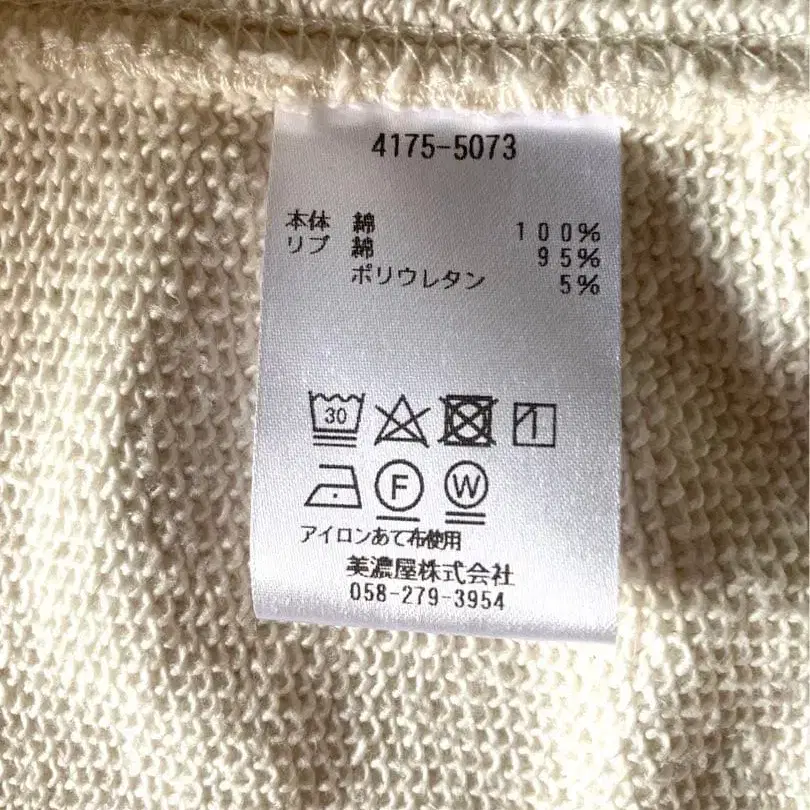 4175-5073
本体 綿 100%
リブ 綿 95%
ポリウレタン 5%
30
F W
アイロンあて布使用
美濃屋株式会社
058-279-3954